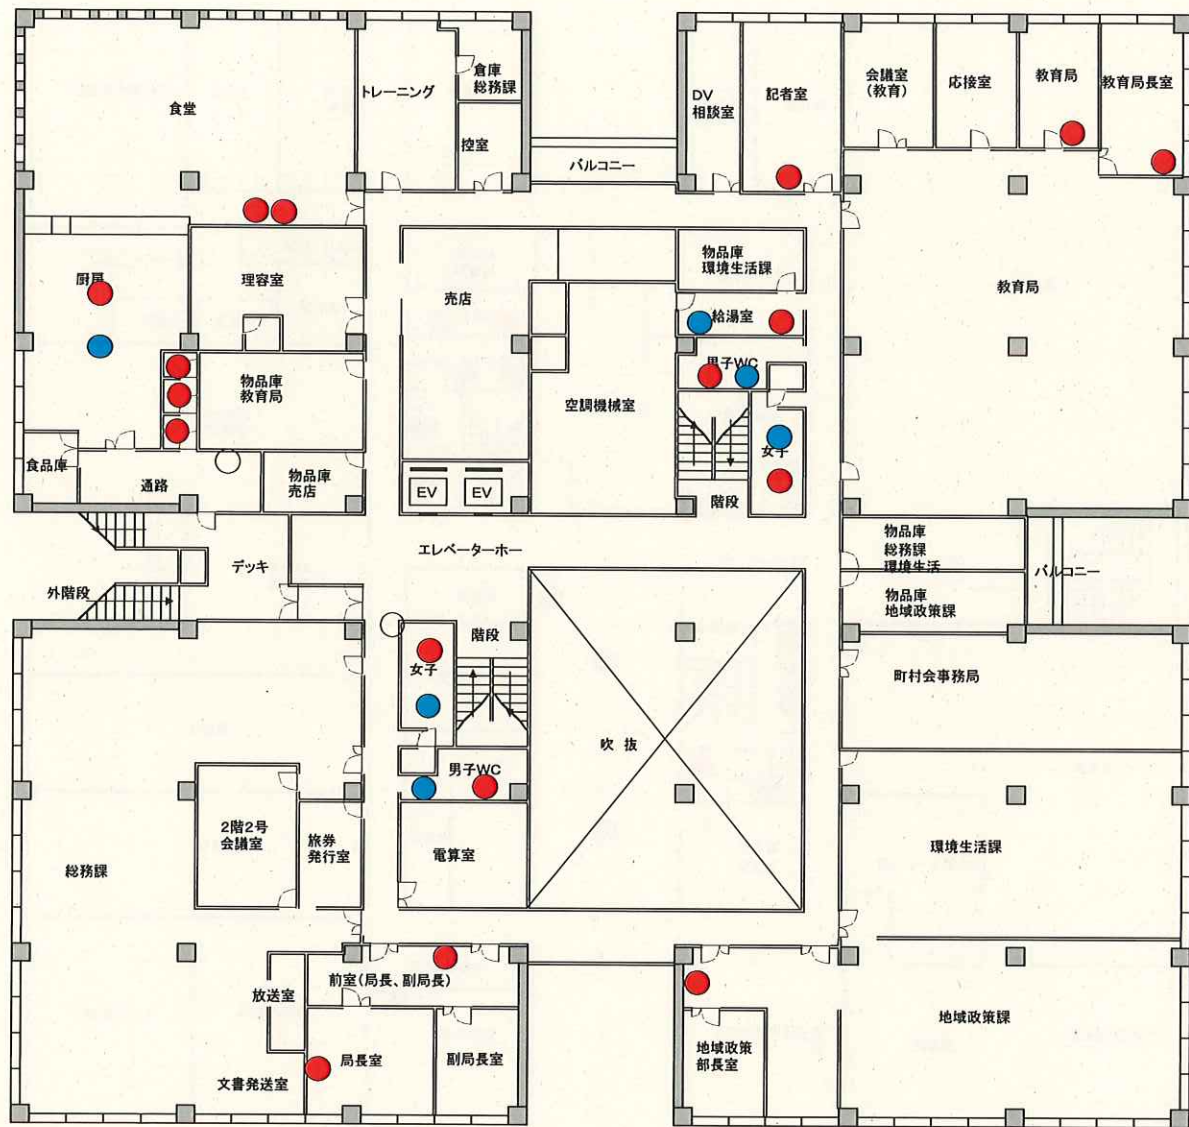 食堂
トレーニング
倉庫
総務課
控室
バルコニー
DV
相談室
記者室
会議室
(教育)
応接室
教育局
教育局長室
厨房
理容室
売店
物品庫
環境生活課
給湯室
教育局
物品庫
教育局
空調機械室
男子WC
女子
食品庫
通路
物品庫
売店
EV
EV
階段
エレベーターホー
デッキ
外階段
物品庫
総務課
環境生活
バルコニー
物品庫
地域政策課
階段
女子
町村会事務局
吹抜
男子WC
2階2号
会議室
旅券
発行室
電算室
総務課
環境生活課
前室(局長、副局長)
放送室
局長室
副局長室
文書発送室
地域政策
部長室
地域政策課